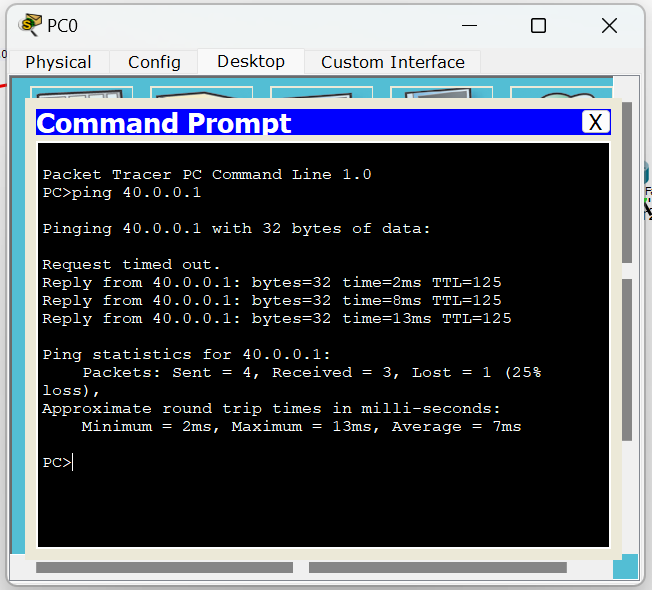 PC0
Physical Config Desktop Custom Interface
Command Prompt X
Packet Tracer PC Command Line 1.0
PC>ping 40.0.0.1
Pinging 40.0.0.1 with 32 bytes of data:
Request timed out.
Reply from 40.0.0.1: bytes=32 time=2ms TTL=125
Reply from 40.0.0.1: bytes=32 time=8ms TTL=125
Reply from 40.0.0.1: bytes=32 time=13ms TTL=125
Ping statistics for 40.0.0.1:
Packets: Sent = 4, Received = 3, Lost = 1 (25%
loss),
Approximate round trip times in milli-seconds:
Minimum = 2ms, Maximum = 13ms, Average = 7ms
PC>